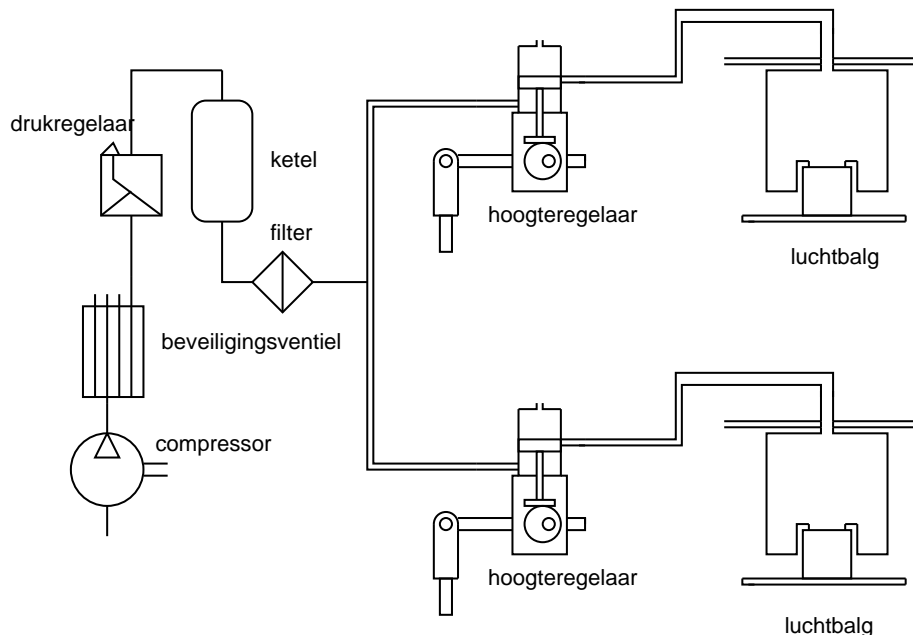 drukregelaar
ketel
hoogteregelaar
filter
luchtbalg
beveiligingsventiel
compressor
hoogteregelaar
luchtbalg